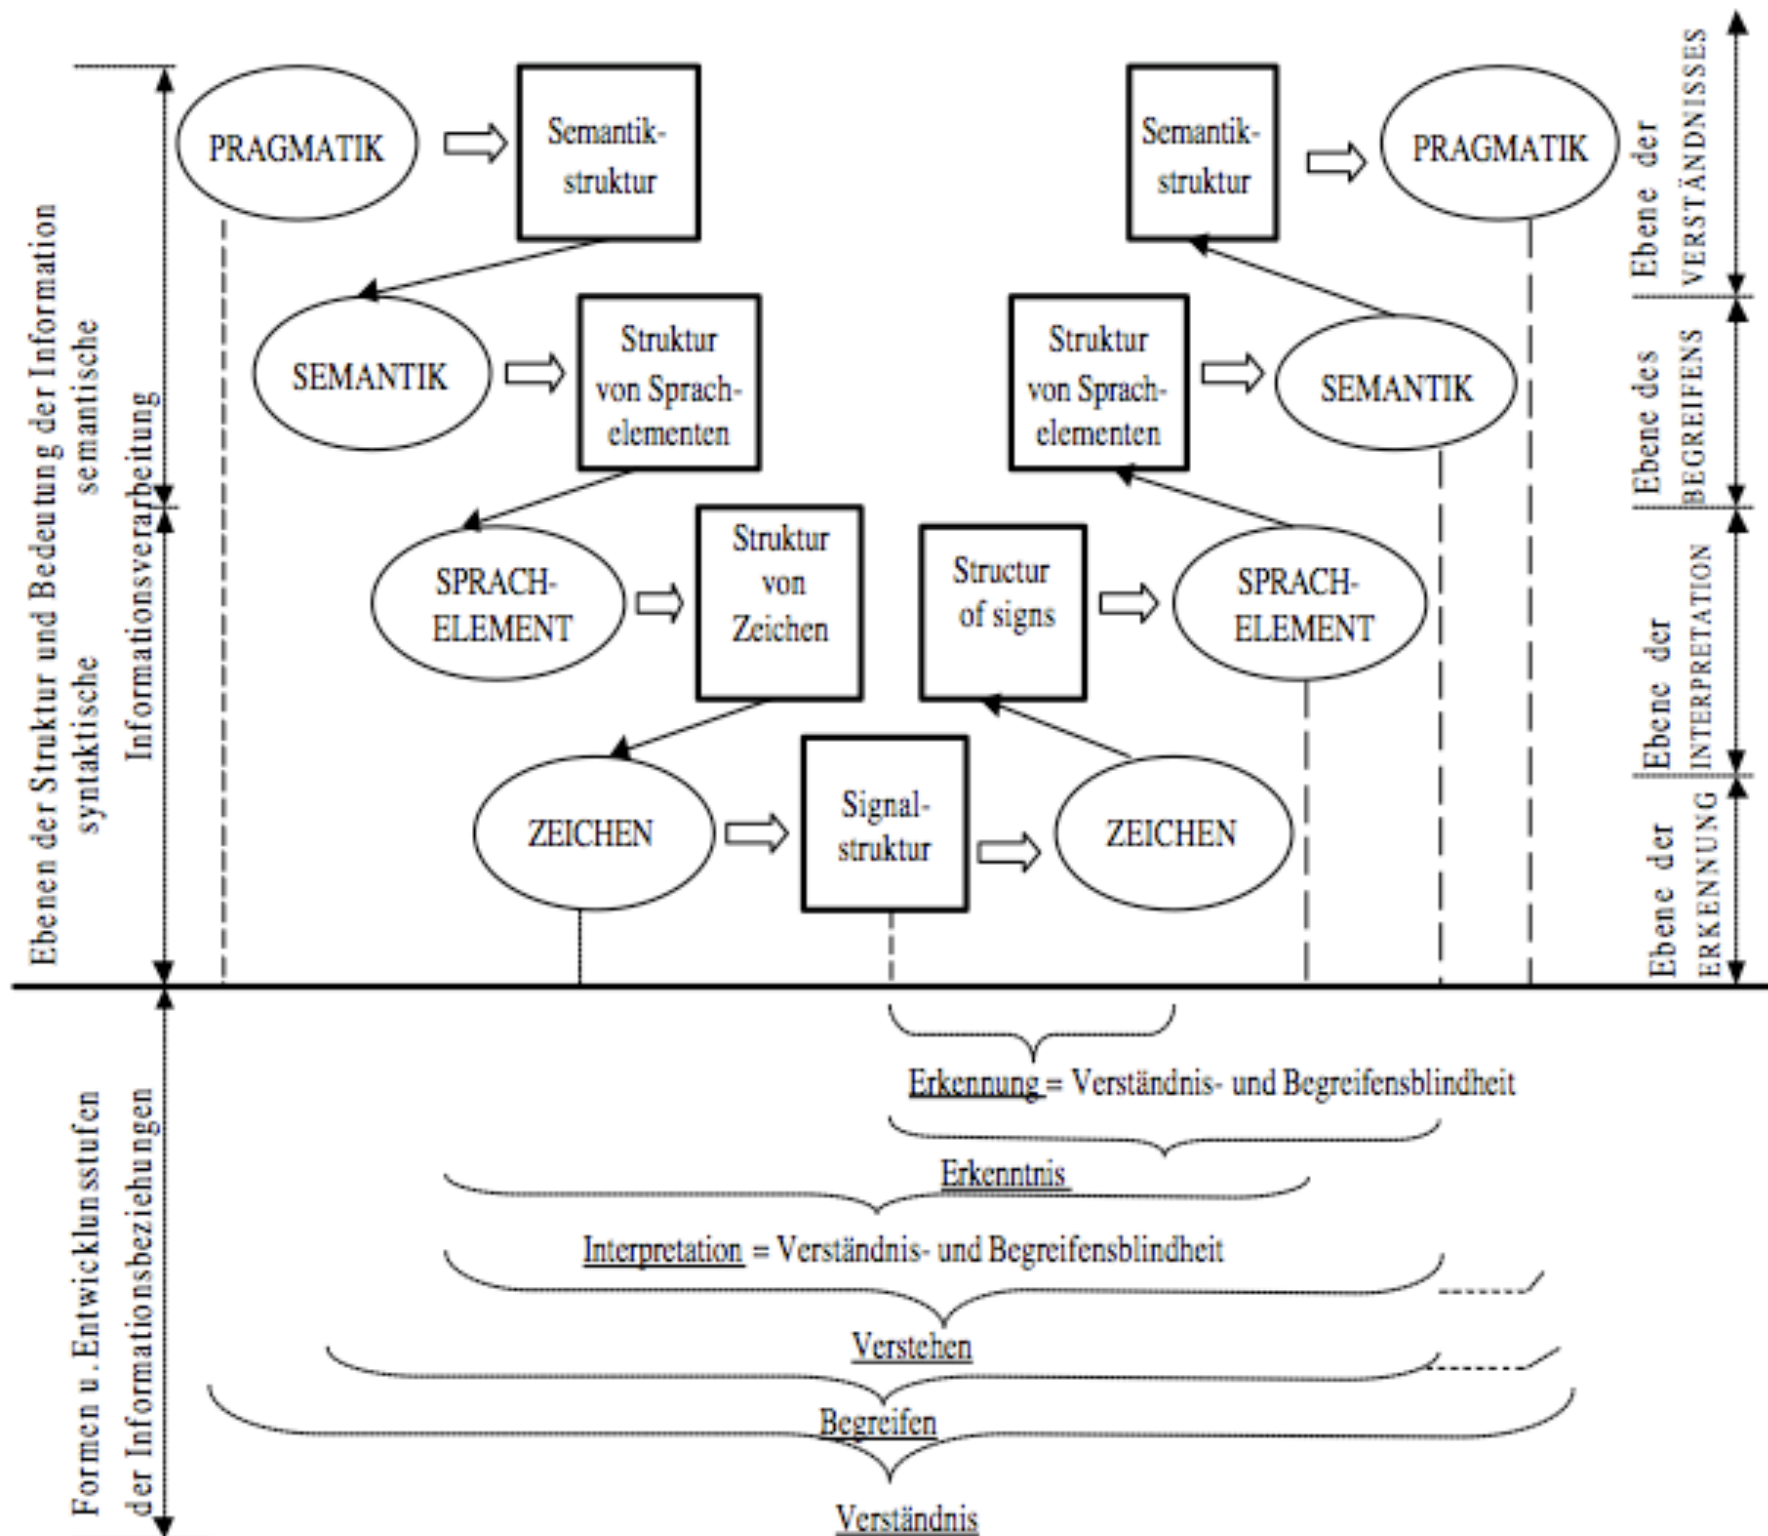 Ebenen der Struktur und Bedeutung der Information
semantische
syntaktische
Informationsverarbeitung
PRAGMATIK
Semantik-
struktur
Semantik-
struktur
PRAGMATIK
SEMANTIK
Struktur
von Sprach-
elementen
Struktur
von Sprach-
elementen
SEMANTIK
SPRACH-
ELEMENT
Struktur
von
Zeichen
Structur
of signs
SPRACH-
ELEMENT
ZEICHEN
Signal-
struktur
ZEICHEN
Ebene der
VERSTÄNDNISSES
Ebene des
BEGREIFENS
Ebene der
INTERPRETATION
Ebene der
ERKENNUNG
Formen u. Entwicklunsstufen
der Informationsbeziehungen
Erkennung = Verständnis- und Begreifensblindheit
Erkenntnis
Interpretation = Verständnis- und Begreifensblindheit
Verstehen
Begreifen
Verständnis